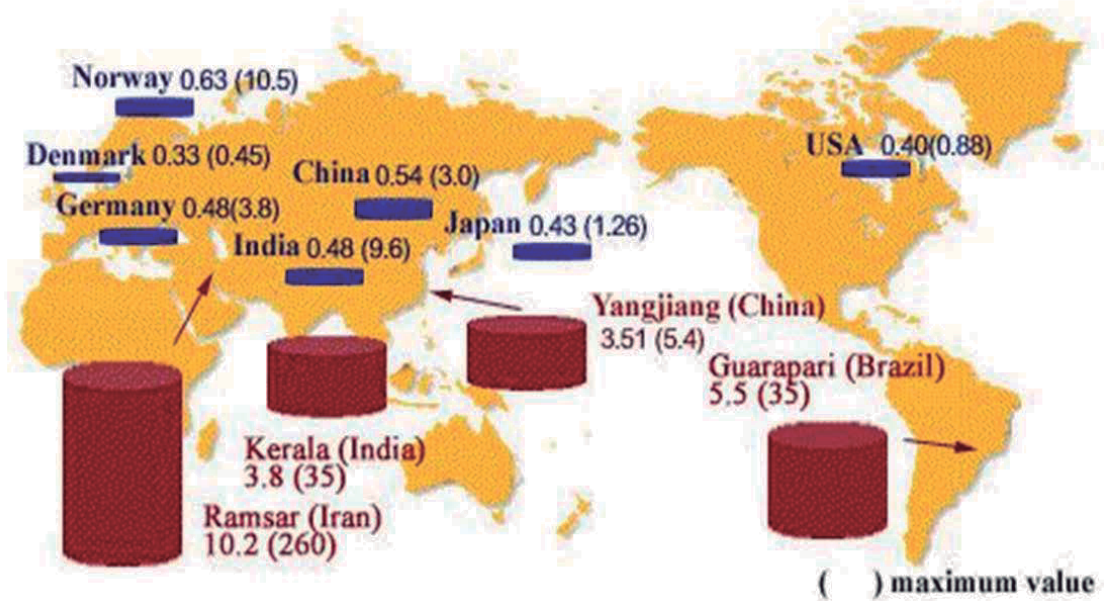 Norway 0.63 (10.5)
Denmark 0.33 (0.45)
China 0.54 (3.0)
USA 0.40(0.88)
Germany 0.48(3.8)
India 0.48 (9.6)
Japan 0.43 (1.26)
Yangjiang (China)
3.51 (5.4)
Guarapari (Brazil)
5.5 (35)
Kerala (India)
3.8 (35)
Ramsar (Iran)
10.2 (260)
( ) maximum value